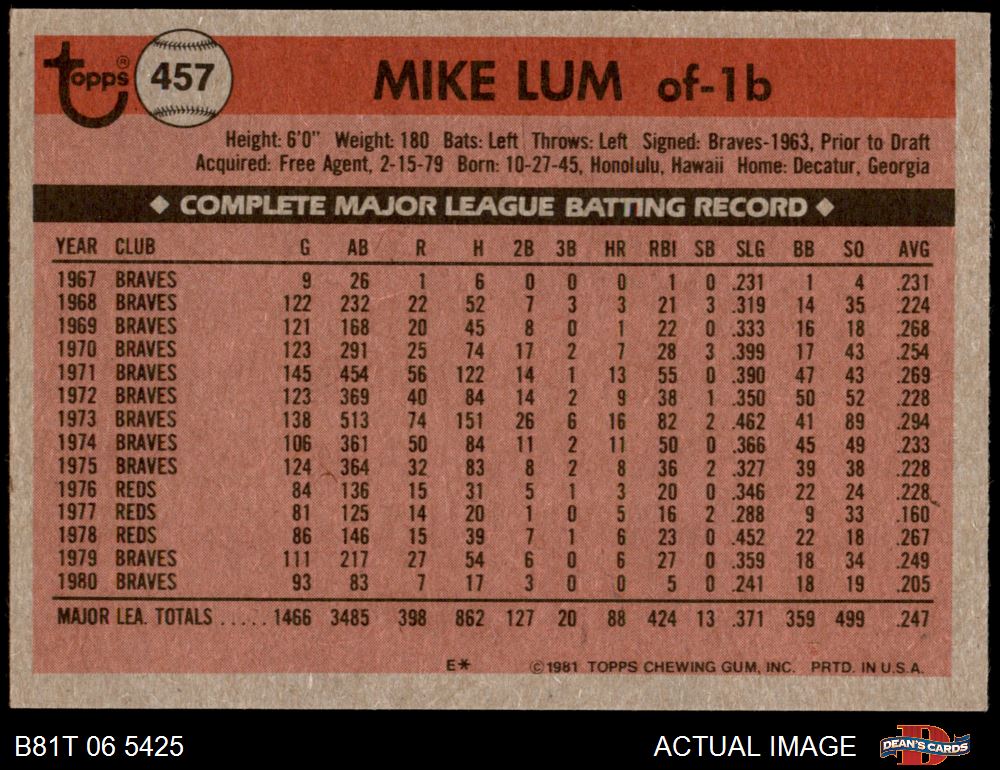 topps® 457 MIKE LUM of-1b
Height: 6'0" Weight: 180 Bats: Left Throws: Left Signed: Braves-1963, Prior to Draft
Acquired: Free Agent, 2-15-79 Born: 10-27-45, Honolulu, Hawaii Home: Decatur, Georgia
◆ COMPLETE MAJOR LEAGUE BATTING RECORD ◆
YEAR CLUB G AB R H 2B 3B HR RBI SB SLG BB SO AVG
1967 BRAVES 9 26 1 6 0 0 0 1 0 .231 1 4 .231
1968 BRAVES 122 232 22 52 7 3 3 21 3 .319 14 35 .224
1969 BRAVES 121 168 20 45 8 0 1 22 0 .333 16 18 .268
1970 BRAVES 123 291 25 74 17 2 7 28 3 .399 17 43 .254
1971 BRAVES 145 454 56 122 14 1 13 55 0 .390 47 43 .269
1972 BRAVES 123 369 40 84 14 2 9 38 1 .350 50 52 .228
1973 BRAVES 138 513 74 151 26 6 16 82 2 .462 41 89 .294
1974 BRAVES 106 361 50 84 11 2 11 50 0 .366 45 49 .233
1975 BRAVES 124 364 32 83 8 2 8 36 2 .327 39 38 .228
1976 REDS 84 136 15 31 5 1 3 20 0 .346 22 24 .228
1977 REDS 81 125 14 20 1 0 5 16 2 .288 9 33 .160
1978 REDS 86 146 15 39 7 1 6 23 0 .452 22 18 .267
1979 BRAVES 111 217 27 54 6 0 6 27 0 .359 18 34 .249
1980 BRAVES 93 83 7 17 3 0 0 5 0 .241 18 19 .205
MAJOR LEA. TOTALS ..... 1466 3485 398 862 127 20 88 424 13 .371 359 499 .247
E* ©1981 TOPPS CHEWING GUM, INC. PRTD. IN U.S.A.
B81T 06 5425 ACTUAL IMAGE D DEAN'S CARDS